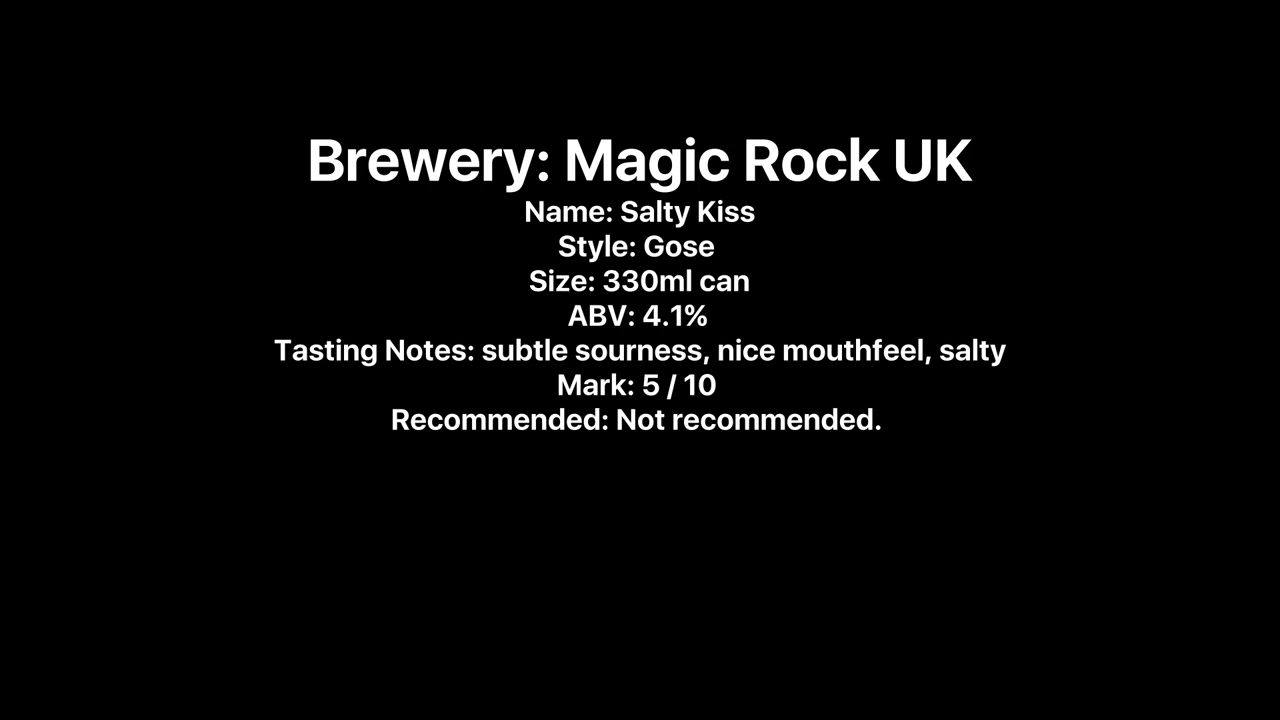 Brewery: Magic Rock UK
Name: Salty Kiss
Style: Gose
Size: 330ml can
ABV: 4.1%
Tasting Notes: subtle sourness, nice mouthfeel, salty
Mark: 5 / 10
Recommended: Not recommended.